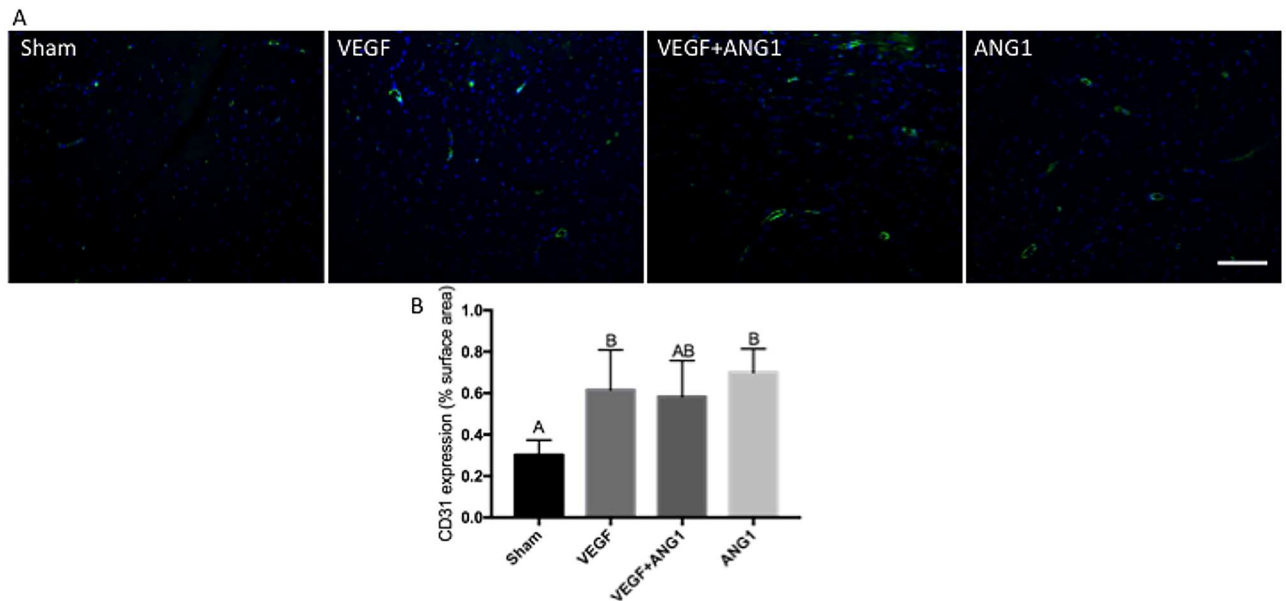 A
Sham
VEGF
VEGF+ANG1
ANG1
B
CD31 expression (% surface area)
1.0
0.8
0.6
0.4
0.2
0.0
A
B
AB
B
Sham
VEGF
VEGF+ANG1
ANG1